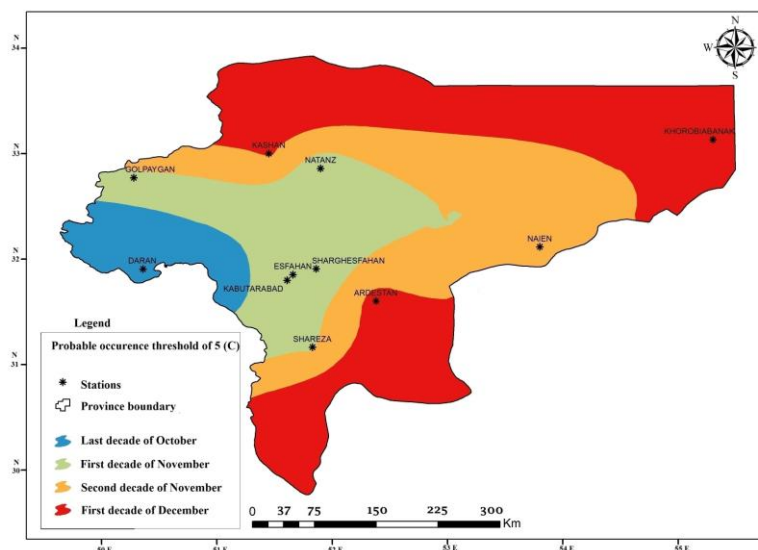 N
W E
S
N
34
N
33
N
32
N
31
N
30
KHOROBIABANAK
KASHAN
NATANZ
GOLPAYGAN
NAIEN
DARAN
ESFAHAN SHARGHESFAHAN
KABUTARABAD
ARDESTAN
SHAREZA
Legend
Probable occurence threshold of 5 (C)
Stations
Province boundary
Last decade of October
First decade of November
Second decade of November
First decade of December
0 37 75 150 225 300
Km
50 E 51 E 52 E 53 E 54 E 55 E